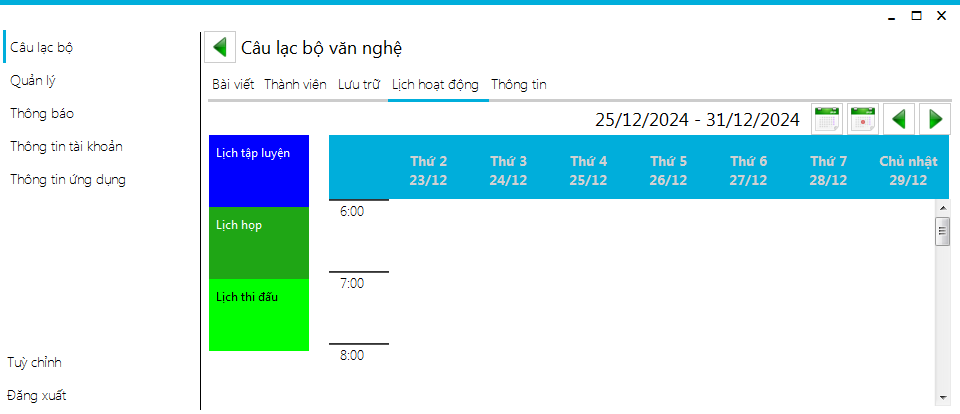 Câu lạc bộ
Quản lý
Thông báo
Thông tin tài khoản
Thông tin ứng dụng
Tuỳ chỉnh
Đăng xuất
Câu lạc bộ văn nghệ
Bài viết Thành viên Lưu trữ Lịch hoạt động Thông tin
25/12/2024 - 31/12/2024
Lịch tập luyện
Lịch họp
Lịch thi đấu
Thứ 2 Thứ 3 Thứ 4 Thứ 5 Thứ 6 Thứ 7 Chủ nhật
23/12 24/12 25/12 26/12 27/12 28/12 29/12
6:00
7:00
8:00